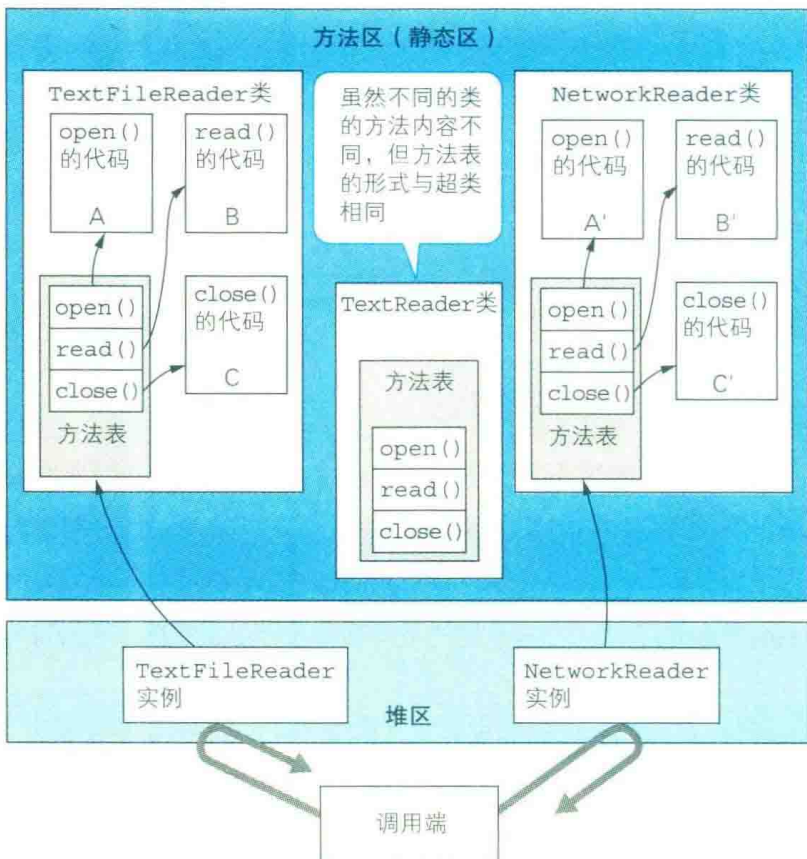 方法区（静态区）
TextFileReader类
open()
的代码
A
read()
的代码
B
open()
read()
close()
方法表
close()
的代码
C
虽然不同的类
的方法内容不
同，但方法表
的形式与超类
相同
TextReader类
方法表
open()
read()
close()
NetworkReader类
open()
的代码
A'
read()
的代码
B'
open()
read()
close()
方法表
close()
的代码
C'
TextFileReader
实例
NetworkReader
实例
堆区
调用端